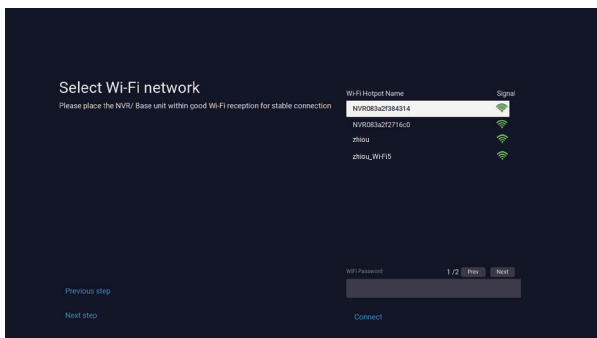 Select Wi-Fi network
Please place the NVR/ Base unit within good Wi-Fi reception for stable connection
Wi-Fi Hotpot Name Signal
NVR083a2f384314
NVR083a2f2716c0
zhiou
zhiou_Wi-Fi5
WIFI Password 1 /2 Prev Next
Previous step
Next step
Connect